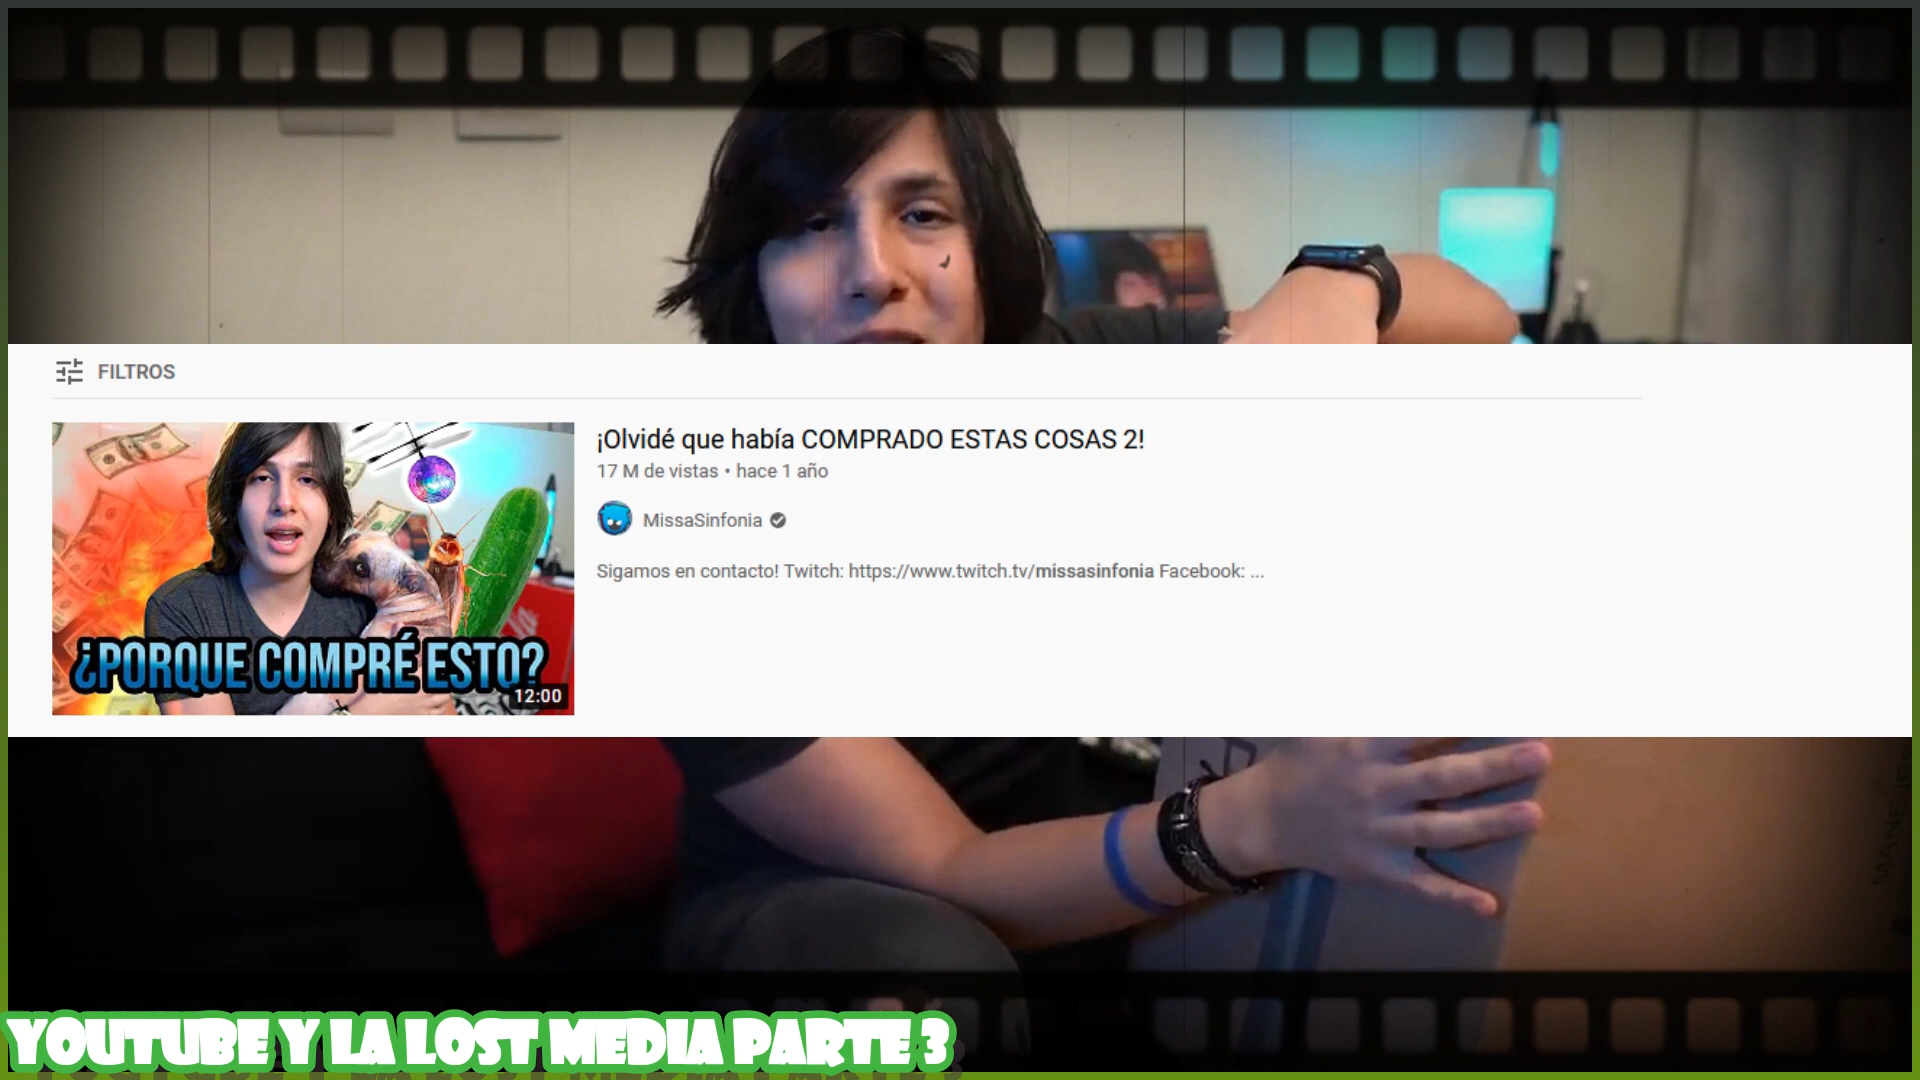 FILTROS
¡Olvidé que había COMPRADO ESTAS COSAS 2!
17 M de vistas • hace 1 año
MissaSinfonia
Sigamos en contacto! Twitch: https://www.twitch.tv/missasinfonia Facebook: ...
¿PORQUE COMPRÉ ESTO?
12:00
YOUTUBE Y LA LOST MEDIA PARTE 3